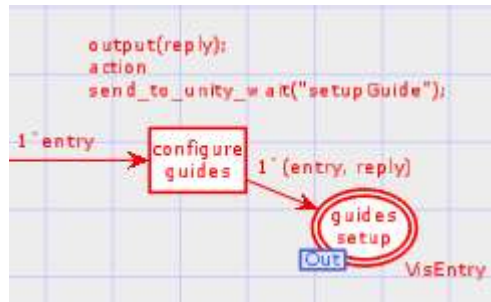 output(reply);
action
send_to_unity_wait("setupGuide");
1`entry
configure
guides
1`(entry, reply)
guides
setup
Out
VisEntry